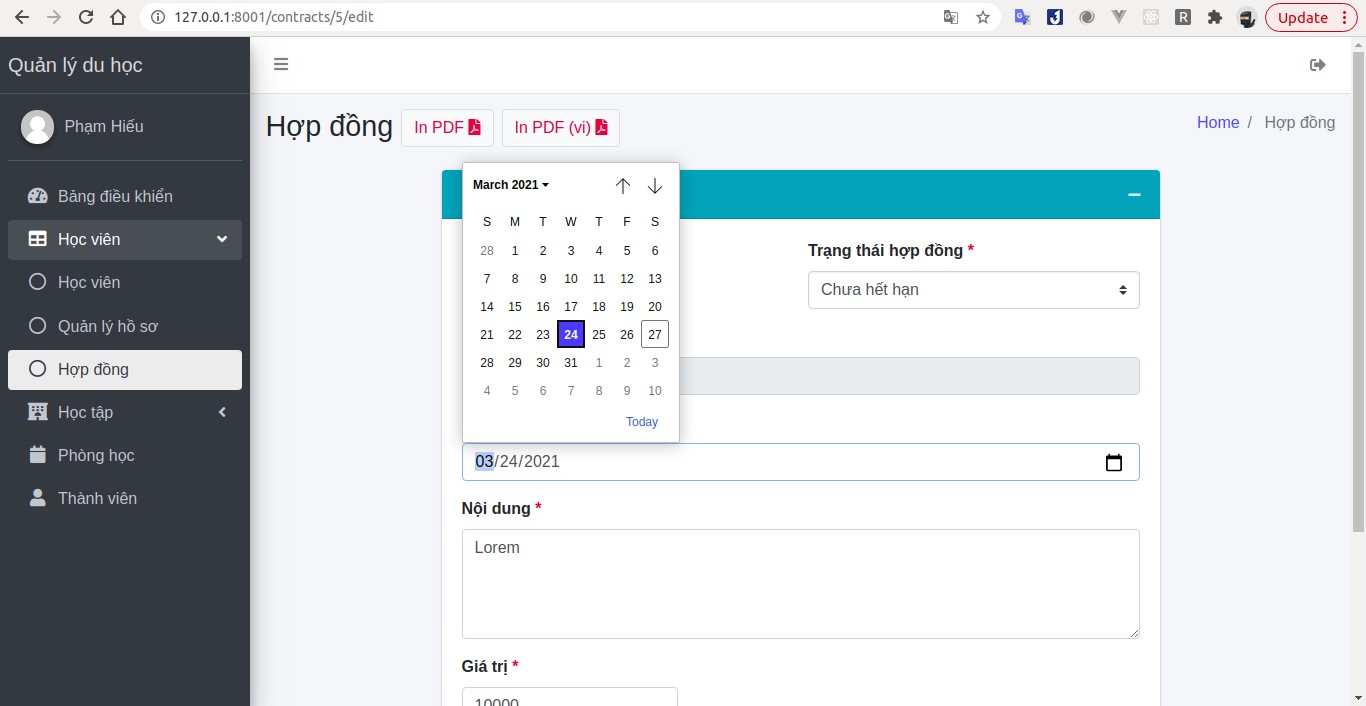 127.0.0.1:8001/contracts/5/edit
Update
Quản lý du học
Phạm Hiếu
Bảng điều khiển
Học viên
Học viên
Quản lý hồ sơ
Hợp đồng
Học tập
Phòng học
Thành viên
Hợp đồng
In PDF
In PDF (vi)
Home / Hợp đồng
March 2021
S M T W T F S
28 1 2 3 4 5 6
7 8 9 10 11 12 13
14 15 16 17 18 19 20
21 22 23 24 25 26 27
28 29 30 31 1 2 3
4 5 6 7 8 9 10
Today
Trạng thái hợp đồng *
Chưa hết hạn
03/24/2021
Nội dung *
Lorem
Giá trị *
10000